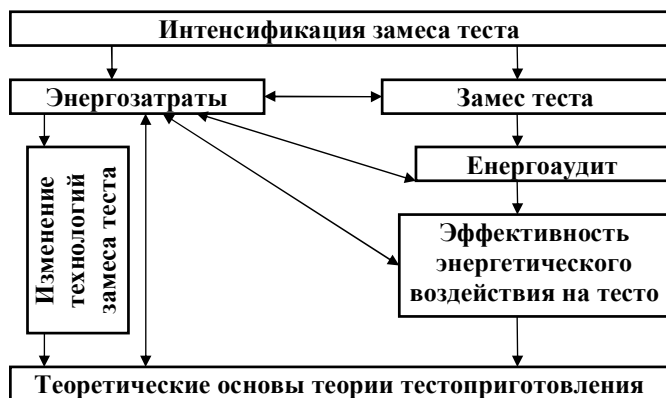 Интенсификация замеса теста
Энергозатраты
Замес теста
Изменение
технологий
замеса теста
Енергоаудит
Эффективность
энергетического
воздействия на тесто
Теоретические основы теории тестоприготовления